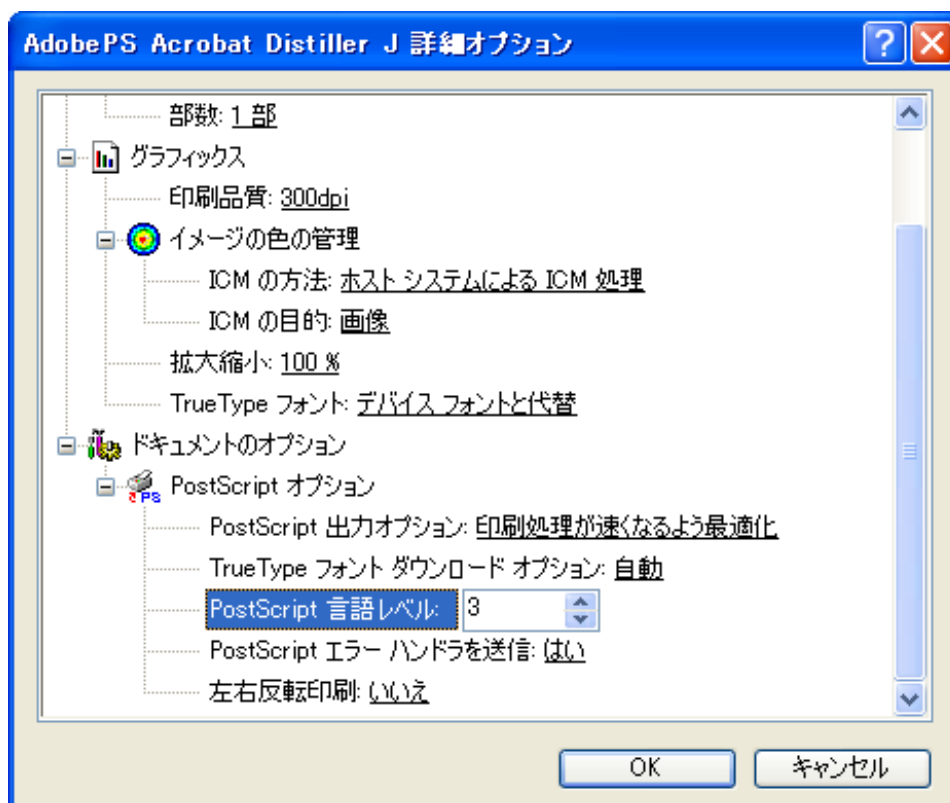 AdobePS Acrobat Distiller J 詳細オプション
部数: 1 部
グラフィックス
印刷品質: 300dpi
イメージの色の管理
ICM の方法: ホスト システムによる ICM 処理
ICM の目的: 画像
拡大縮小: 100 %
TrueType フォント: デバイス フォントと代替
ドキュメントのオプション
PS
PostScript オプション
PostScript 出力オプション: 印刷処理が速くなるよう最適化
TrueType フォント ダウンロード オプション: 自動
PostScript 言語レベル: 3
PostScript エラー ハンドラを送信: はい
左右反転印刷: いいえ
OK
キャンセル